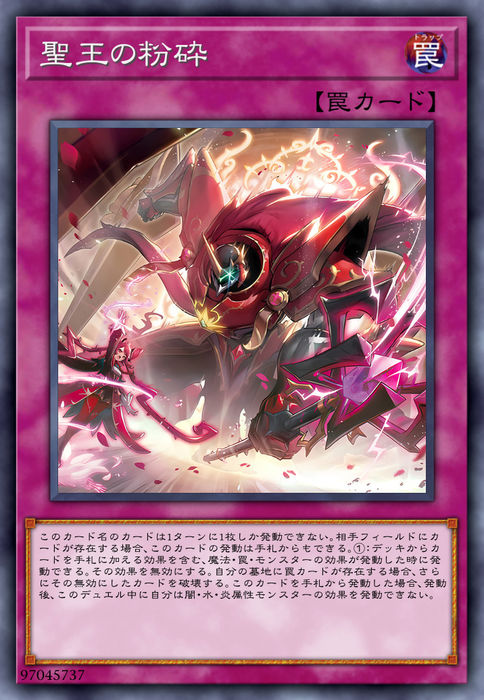 聖王の粉砕
トラップ
罠
【罠カード】
このカード名のカードは1ターンに1枚しか発動できない。相手フィールドにカ
ードが存在する場合、このカードの発動は手札からもできる。①:デッキからカ
ードを手札に加える効果を含む、魔法・罠・モンスターの効果が発動した時に発
動できる。その効果を無効にする。自分の墓地に罠カードが存在する場合、さら
にその無効にしたカードを破壊する。このカードを手札から発動した場合、発動
後、このデュエル中に自分は闇・水・炎属性モンスターの効果を発動できない。
97045737